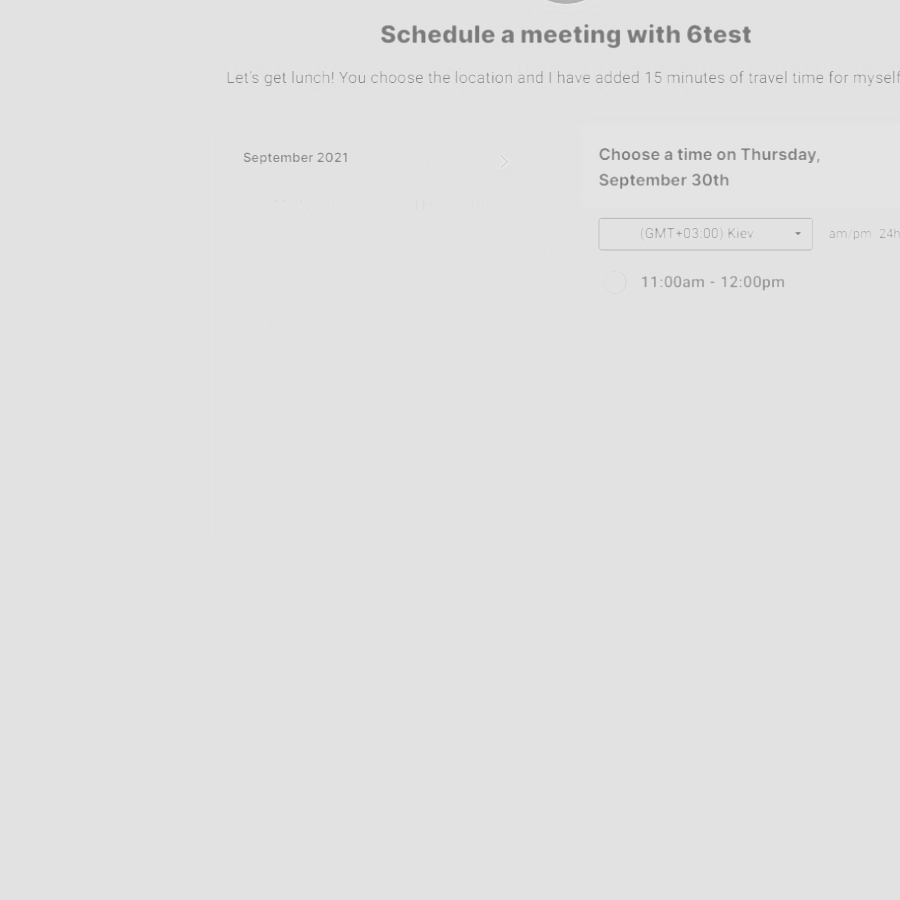 Schedule a meeting with 6test
Let's get lunch! You choose the location and I have added 15 minutes of travel time for myself
September 2021
Choose a time on Thursday,
September 30th
(GMT+03:00) Kiev
am/pm 24h
11:00am - 12:00pm